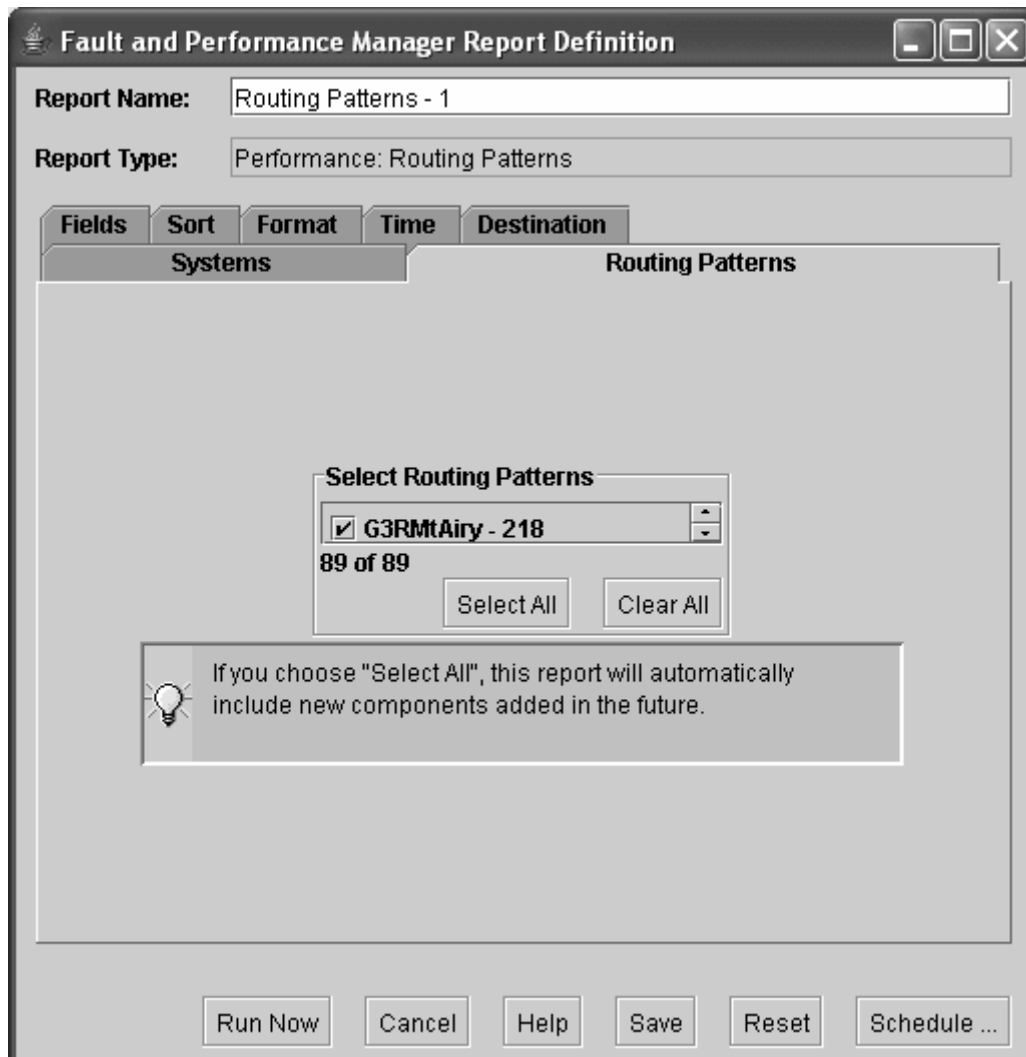 Fault and Performance Manager Report Definition
Report Name: Routing Patterns - 1
Report Type: Performance: Routing Patterns
Fields Sort Format Time Destination
Systems Routing Patterns
Select Routing Patterns
G3RMtAiry - 218
89 of 89
Select All Clear All
If you choose "Select All", this report will automatically
include new components added in the future.
Run Now Cancel Help Save Reset Schedule ...